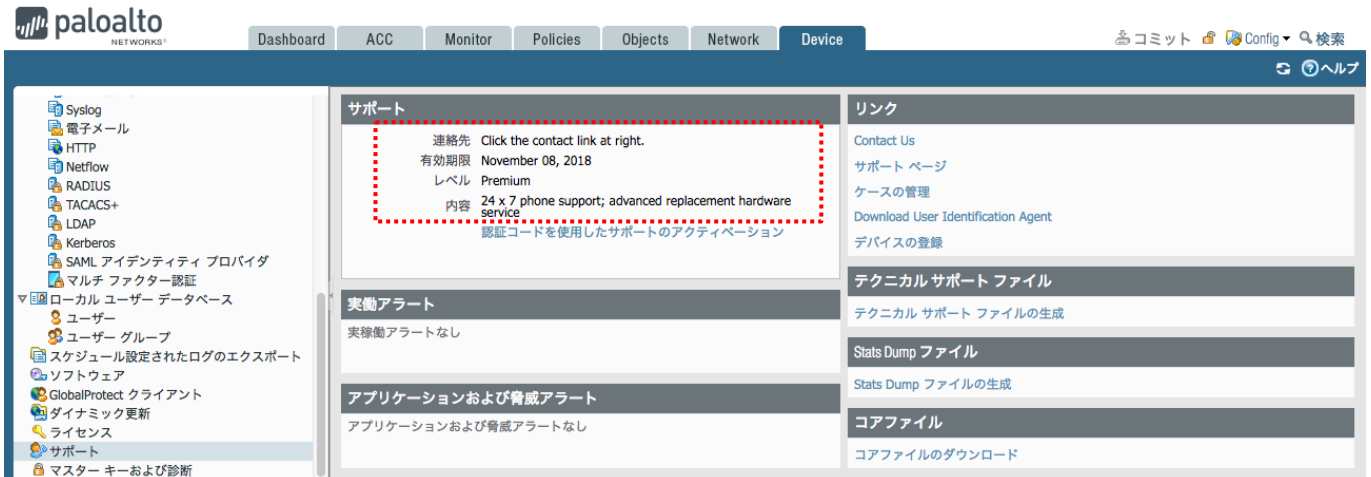 paloalto
NETWORKS®
Dashboard ACC Monitor Policies Objects Network Device
コミット Config 検索
ヘルプ
Syslog
電子メール
HTTP
Netflow
RADIUS
TACACS+
LDAP
Kerberos
SAML アイデンティティ プロバイダ
マルチ ファクター認証
ローカル ユーザー データベース
ユーザー
ユーザー グループ
スケジュール設定されたログのエクスポート
ソフトウェア
GlobalProtect クライアント
ダイナミック更新
ライセンス
サポート
マスター キーおよび診断
サポート
連絡先 Click the contact link at right.
有効期限 November 08, 2018
レベル Premium
内容 24 x 7 phone support; advanced replacement hardware
service
認証コードを使用したサポートのアクティベーション
実働アラート
実稼働アラートなし
アプリケーションおよび脅威アラート
アプリケーションおよび脅威アラートなし
リンク
Contact Us
サポート ページ
ケースの管理
Download User Identification Agent
デバイスの登録
テクニカル サポート ファイル
テクニカル サポート ファイルの生成
Stats Dump ファイル
Stats Dump ファイルの生成
コアファイル
コアファイルのダウンロード